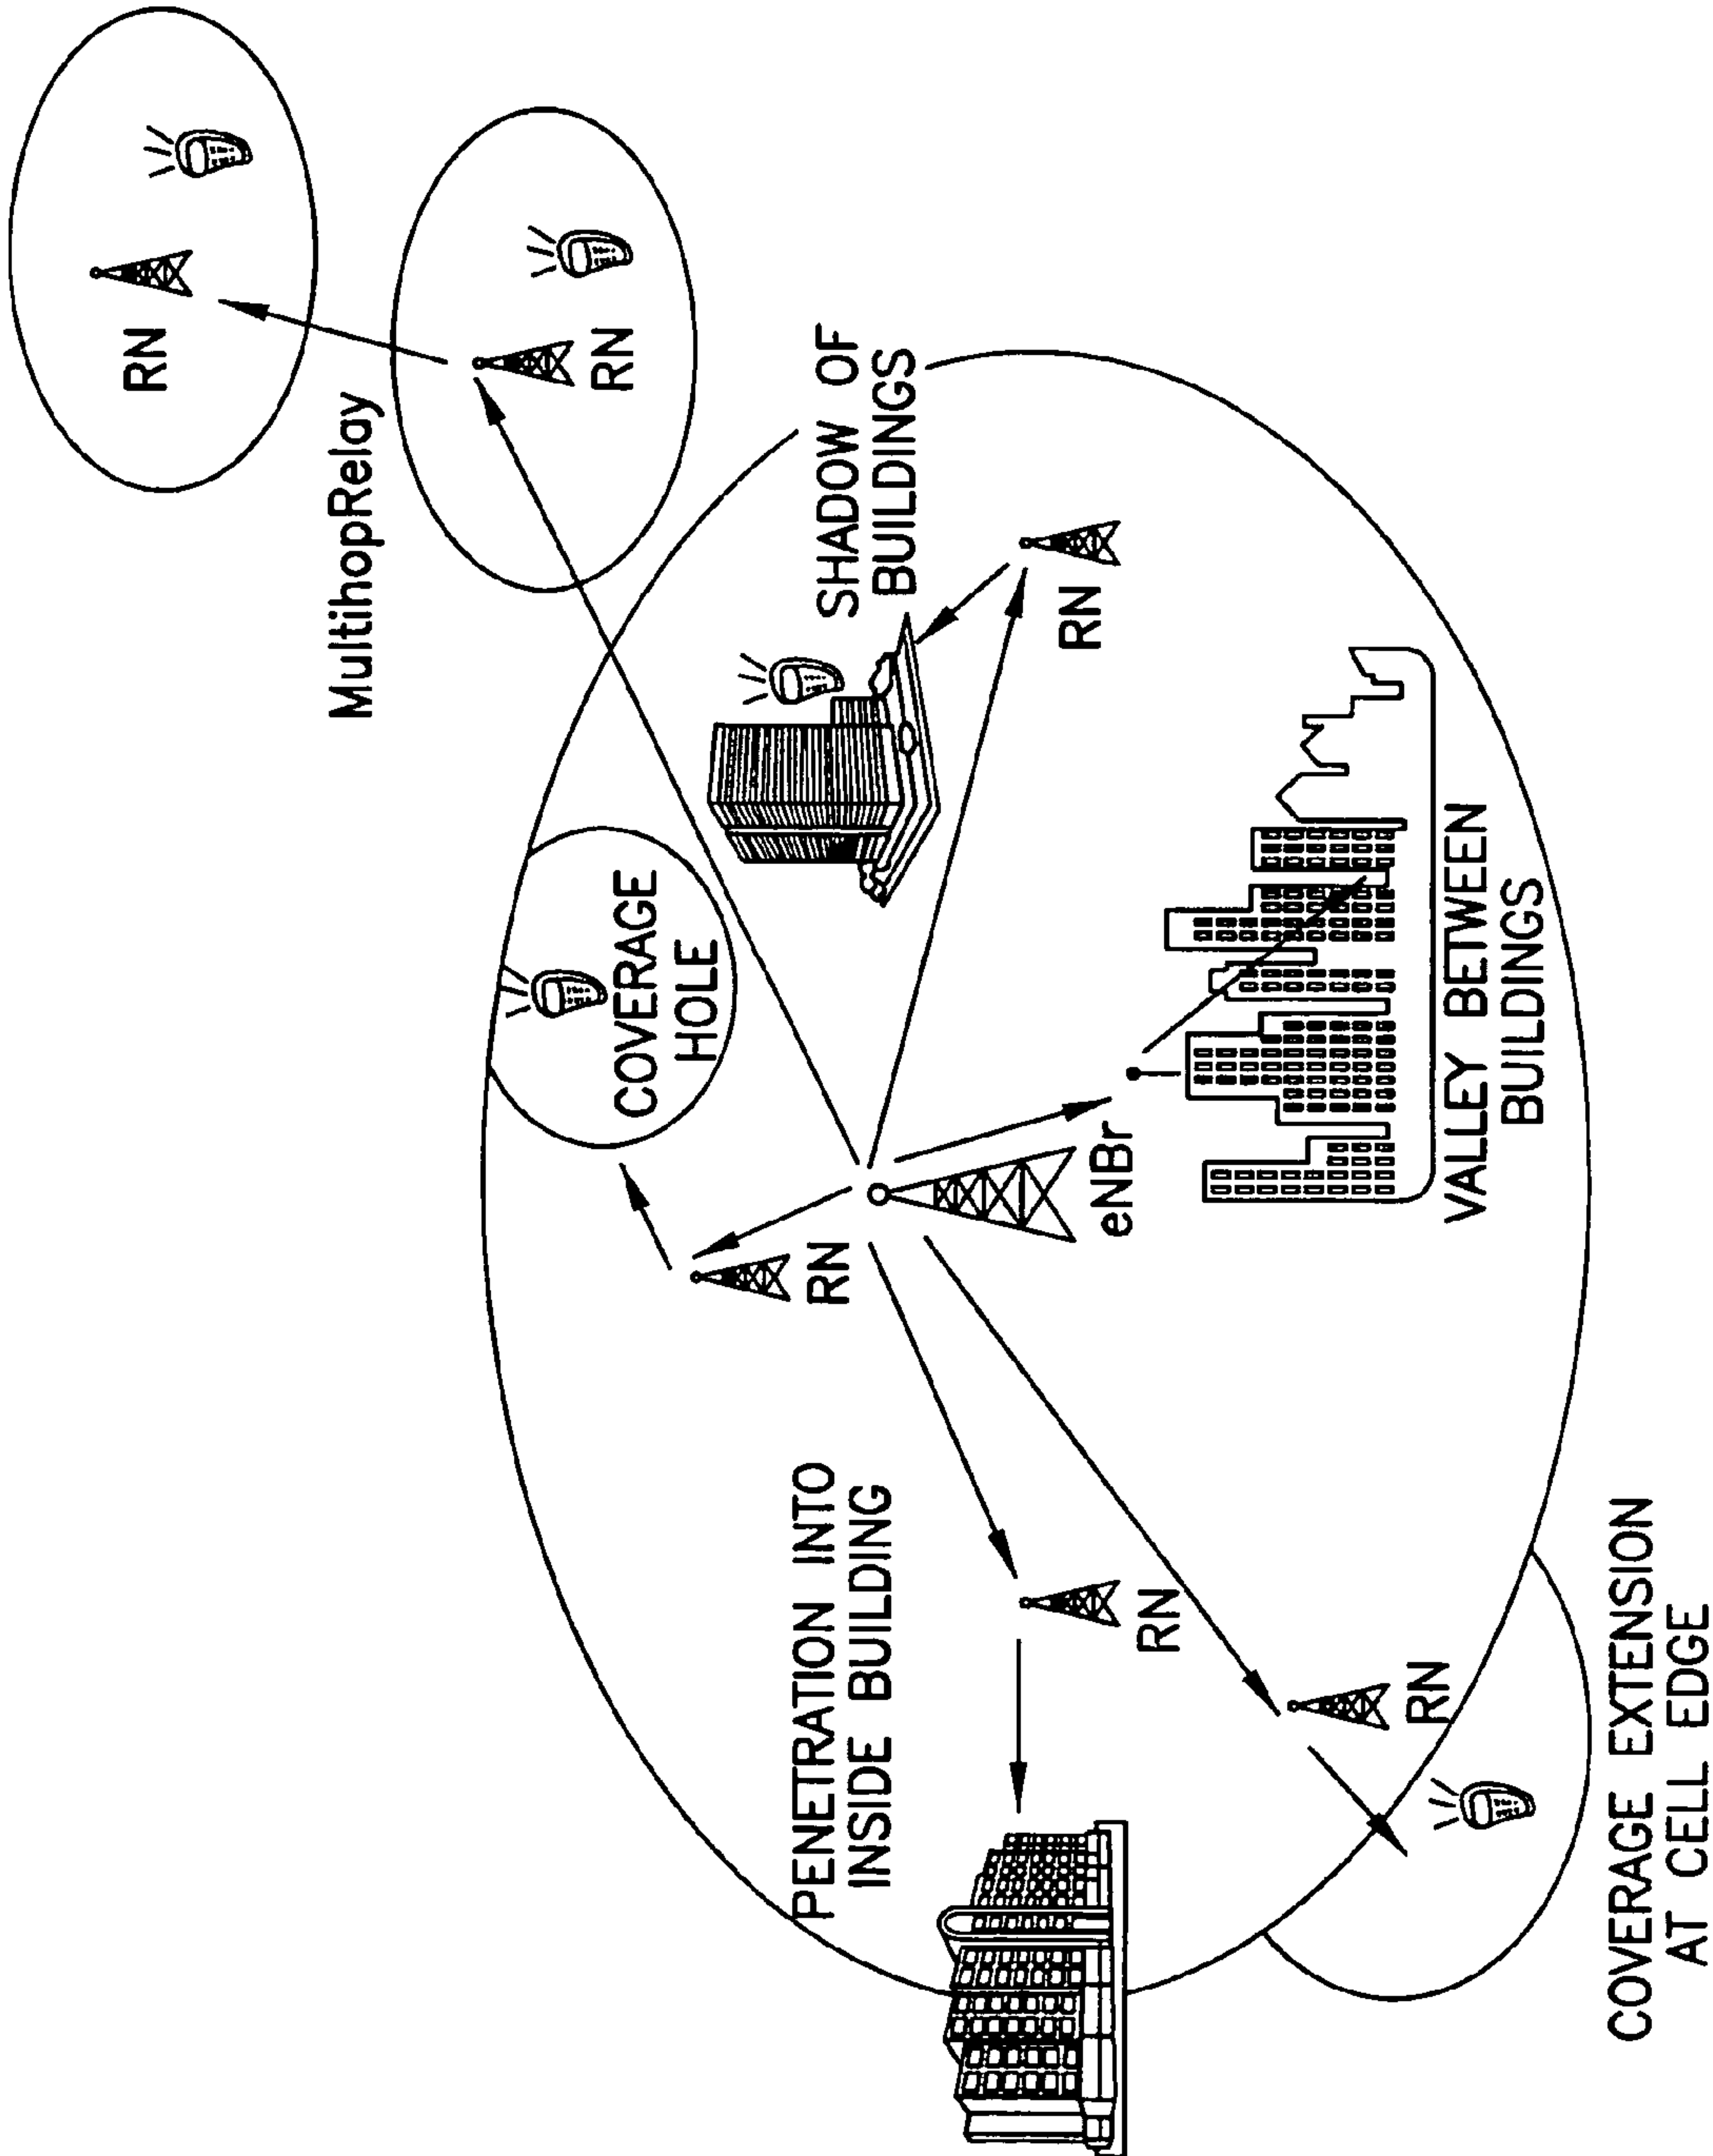 RN
MultihopRelay
RN
COVERAGE
HOLE
SHADOW OF
BUILDINGS
RN
RN
eNBr
PENETRATION INTO
INSIDE BUILDING
RN
VALLEY BETWEEN
BUILDINGS
RN
COVERAGE EXTENSION
AT CELL EDGE